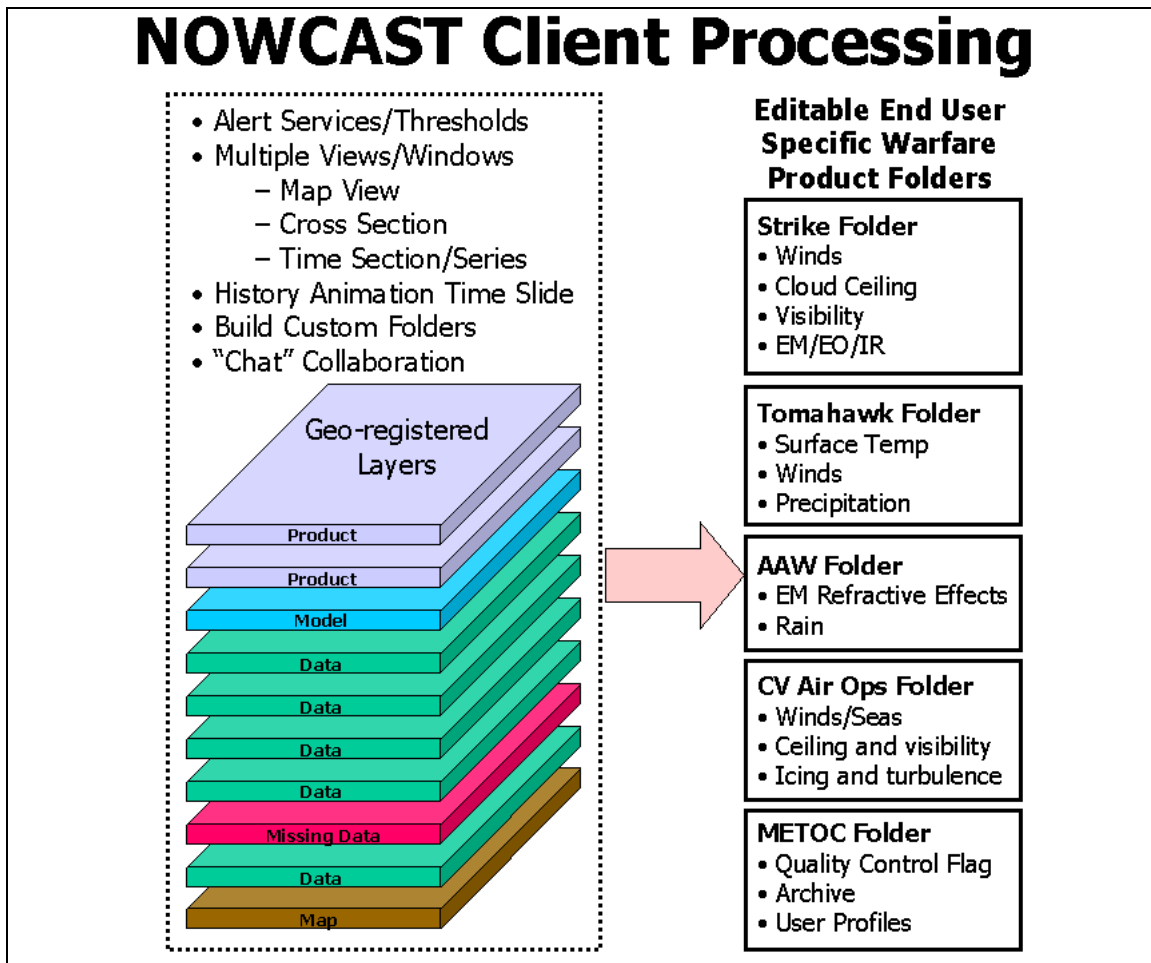 NOWCAST Client Processing
• Alert Services/Thresholds
• Multiple Views/Windows
– Map View
– Cross Section
– Time Section/Series
• History Animation Time Slide
• Build Custom Folders
• “Chat” Collaboration
Geo-registered
Layers
Product
Product
Model
Data
Data
Data
Data
Missing Data
Data
Map
Editable End User
Specific Warfare
Product Folders
Strike Folder
• Winds
• Cloud Ceiling
• Visibility
• EM/EO/IR
Tomahawk Folder
• Surface Temp
• Winds
• Precipitation
AAW Folder
• EM Refractive Effects
• Rain
CV Air Ops Folder
• Winds/Seas
• Ceiling and visibility
• Icing and turbulence
METOC Folder
• Quality Control Flag
• Archive
• User Profiles